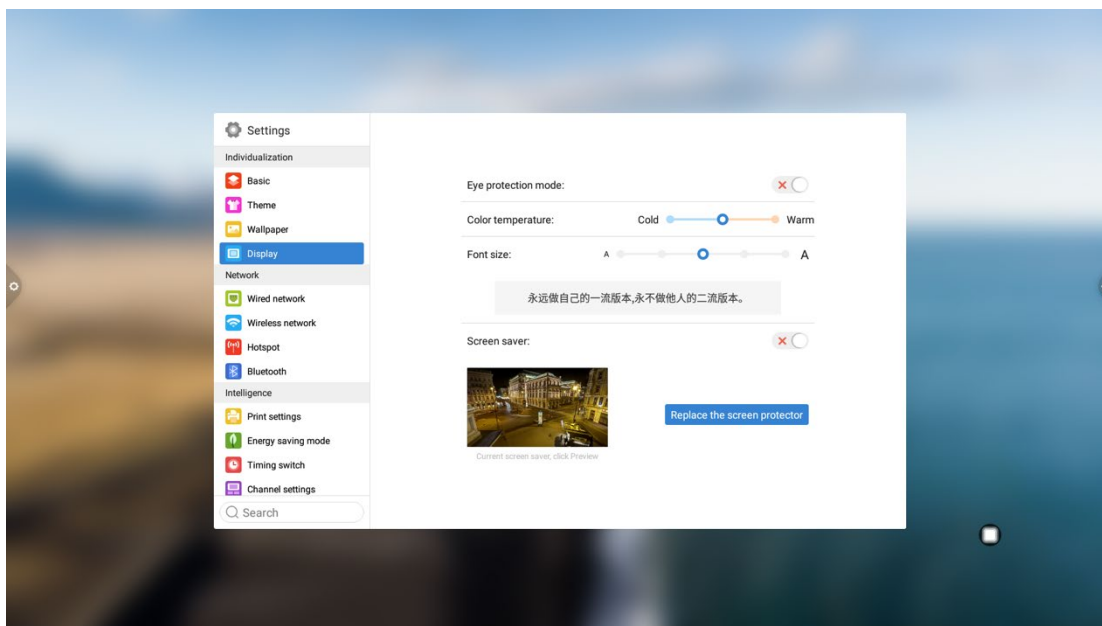 Settings
Individualization
Basic
Theme
Wallpaper
Display
Network
Wired network
Wireless network
Hotspot
Bluetooth
Intelligence
Print settings
Energy saving mode
Timing switch
Channel settings
Search
Eye protection mode:
Color temperature: Cold Warm
Font size: A A
永远做自己的一流版本,永不做他人的二流版本。
Screen saver:
Replace the screen protector
Current screen saver, click Preview